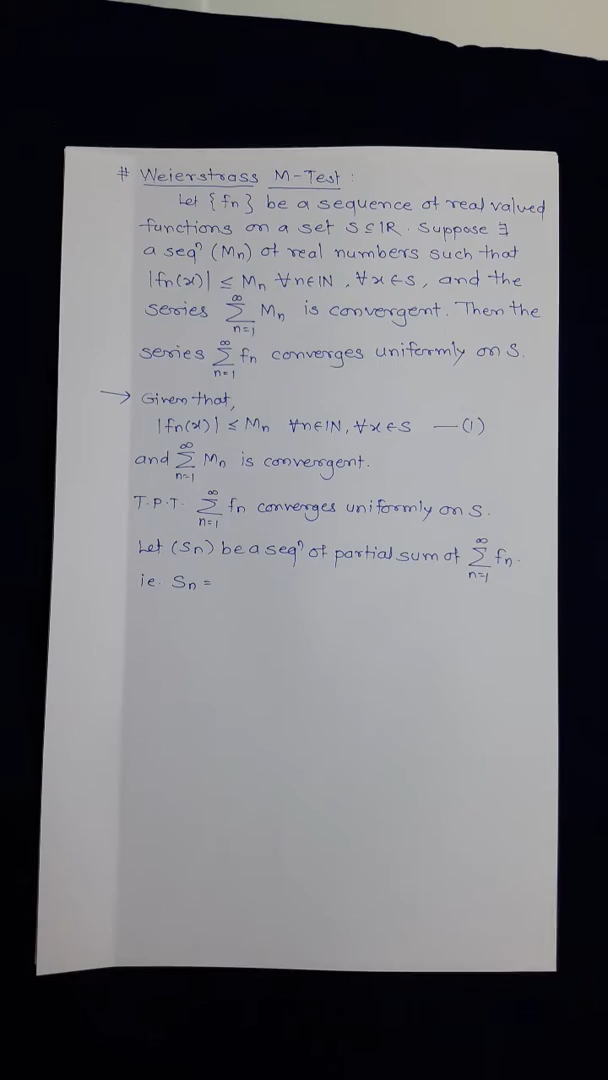 # Weierstrass M-Test :
Let {fn} be a sequence of real valued
functions on a set S⊆IR. Suppose ∃
a seqⁿ (Mn) of real numbers such that
|fn(x)| ≤ Mn ∀n∈IN, ∀x∈S, and the
series ∞∑n=1 Mn is convergent. Then the
series ∞∑n=1 fn converges uniformly on S.
→ Given that,
|fn(x)| ≤ Mn ∀n∈IN, ∀x∈S —(1)
and ∞∑n=1 Mn is convergent.
T.P.T. ∞∑n=1 fn converges uniformly on S.
Let (Sn) be a seqⁿ of partial sum of ∞∑n=1 fn.
ie. Sn =